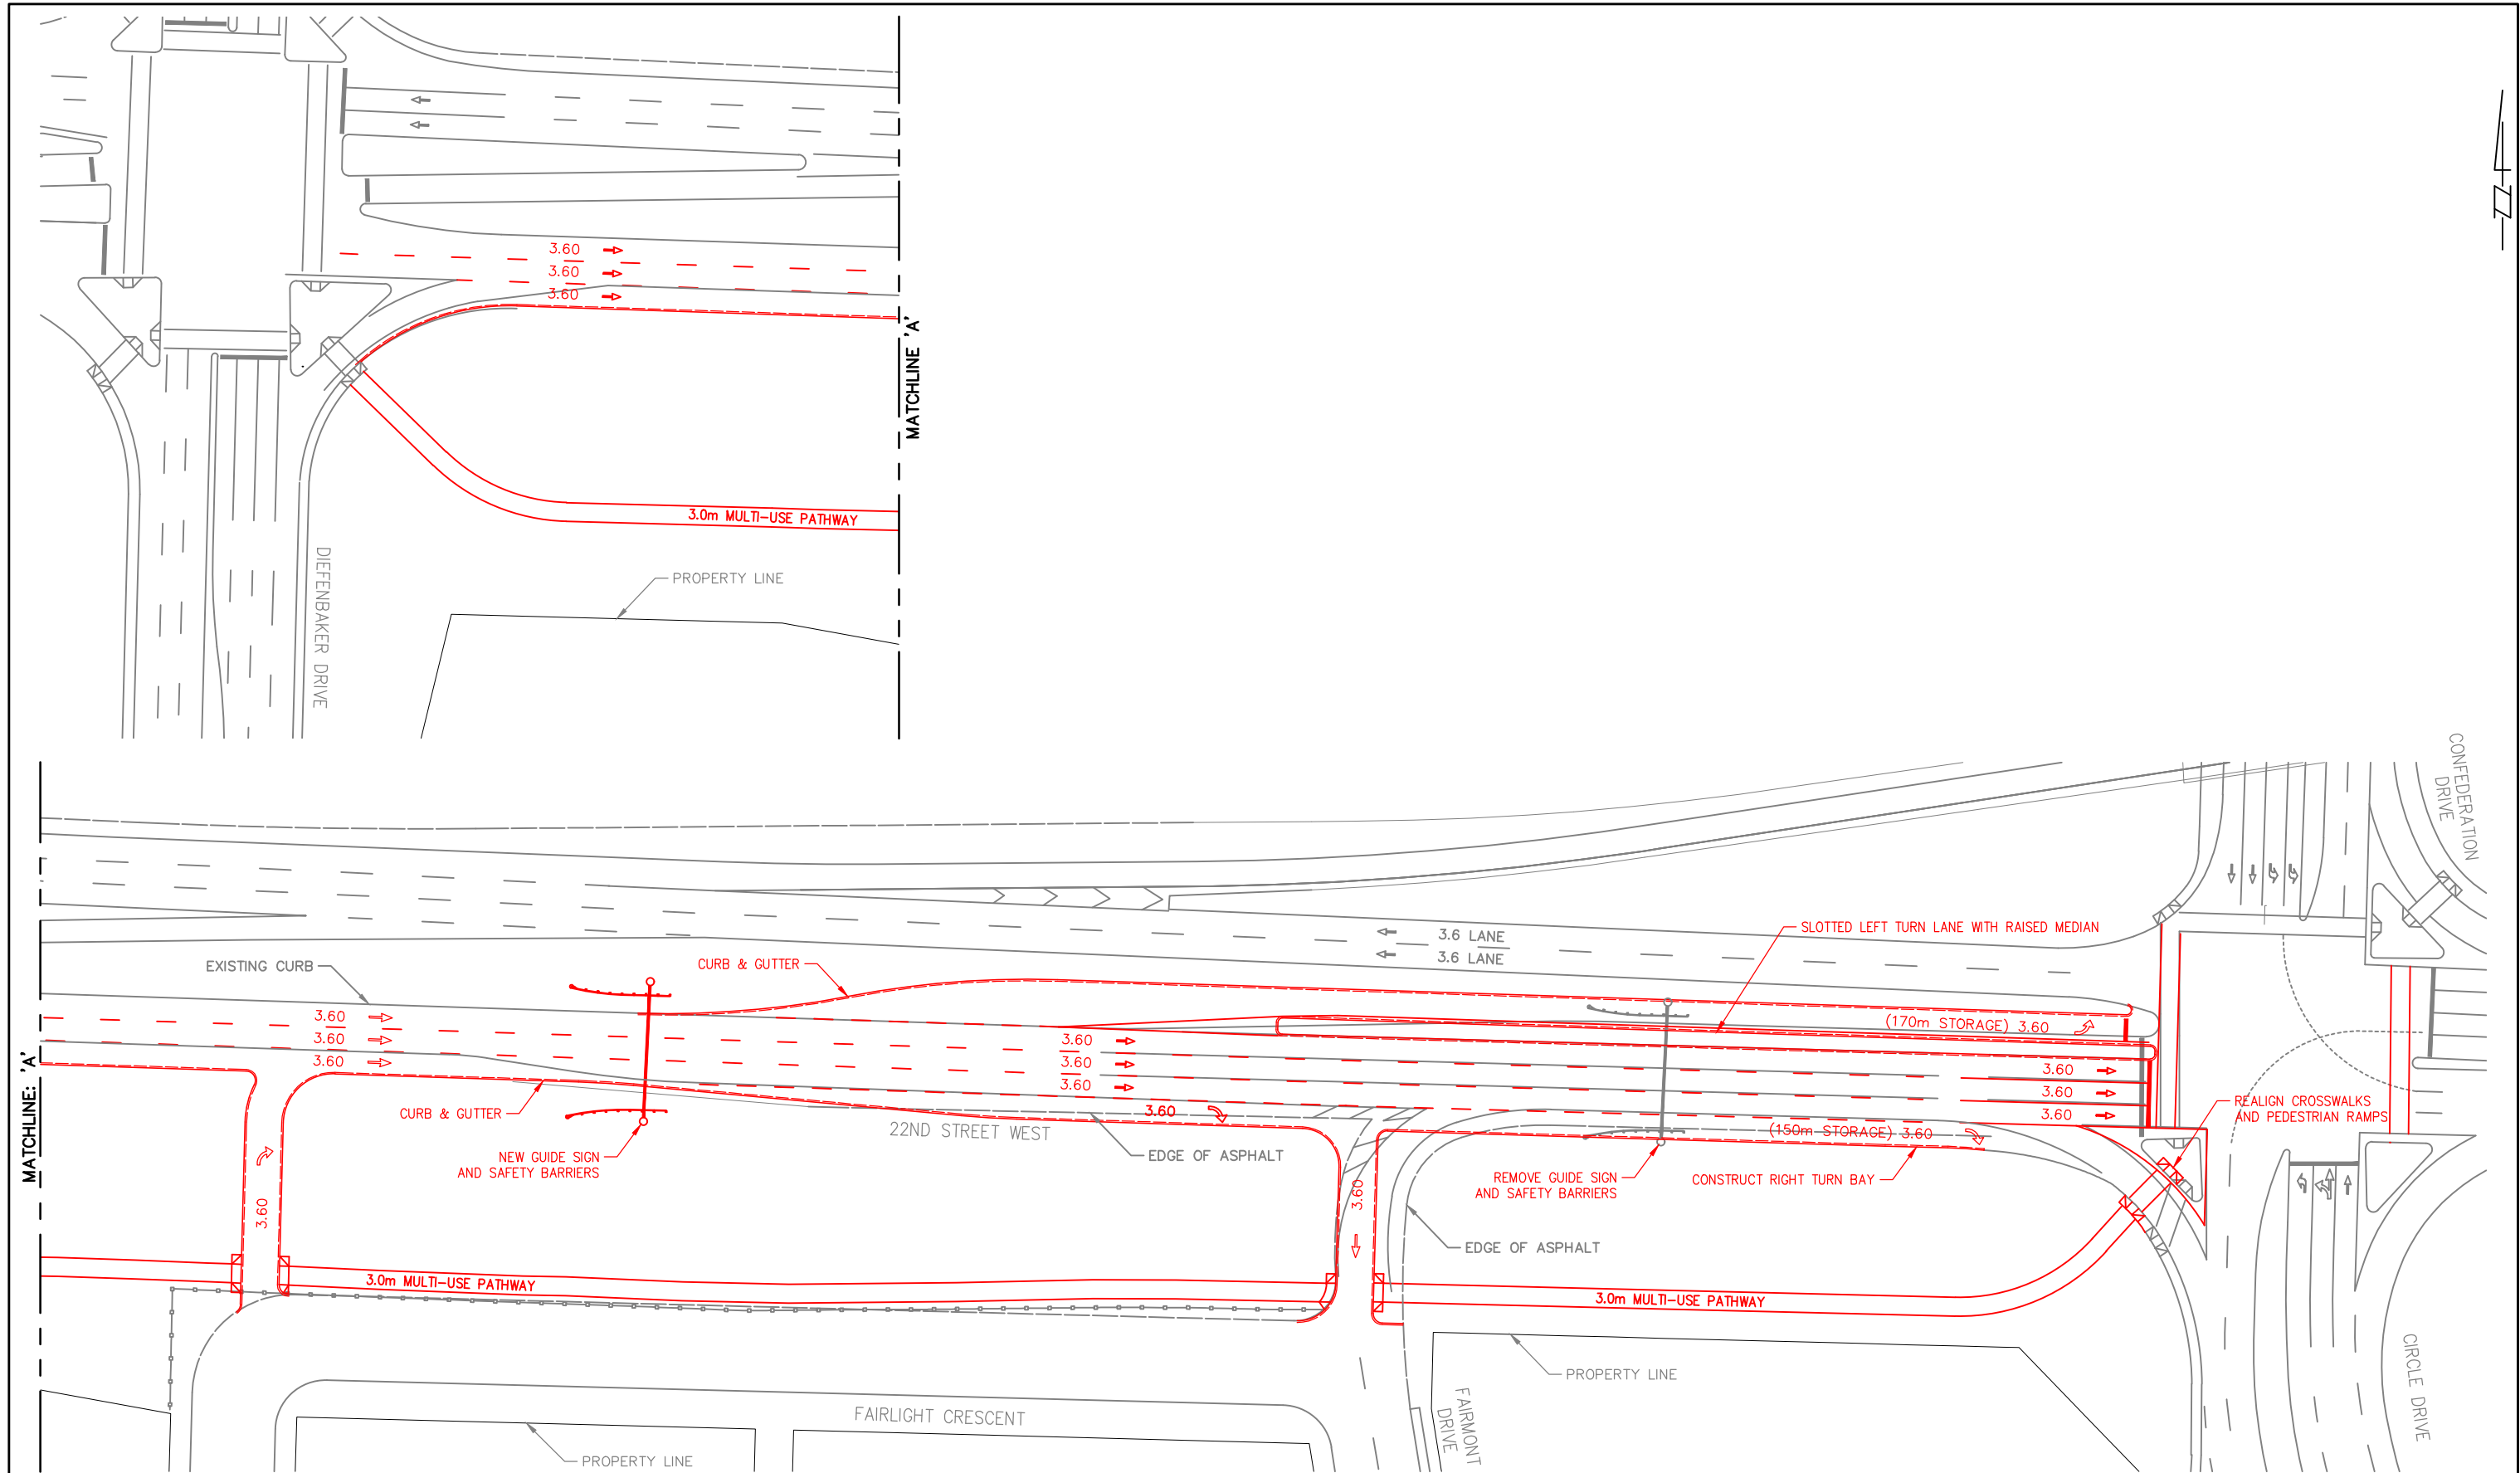 3.60
3.60
3.60
MATCHLINE 'A'
3.0m MULTI-USE PATHWAY
DIEFENBAKER DRIVE
PROPERTY LINE
CONFEDERATION
DRIVE
SLOTTED LEFT TURN LANE WITH RAISED MEDIAN
3.6 LANE
3.6 LANE
EXISTING CURB
CURB & GUTTER
3.60
3.60
3.60
(170m STORAGE) 3.60
3.60
3.60
3.60
3.60
3.60
3.60
MATCHLINE: 'A'
CURB & GUTTER
3.60
22ND STREET WEST
(150m STORAGE) 3.60
REALIGN CROSSWALKS
AND PEDESTRIAN RAMPS
NEW GUIDE SIGN
AND SAFETY BARRIERS
EDGE OF ASPHALT
REMOVE GUIDE SIGN
AND SAFETY BARRIERS
CONSTRUCT RIGHT TURN BAY
3.60
3.60
EDGE OF ASPHALT
3.0m MULTI-USE PATHWAY
3.0m MULTI-USE PATHWAY
PROPERTY LINE
CIRCLE DRIVE
FAIRLIGHT CRESCENT
FAIRMONT
DRIVE
PROPERTY LINE